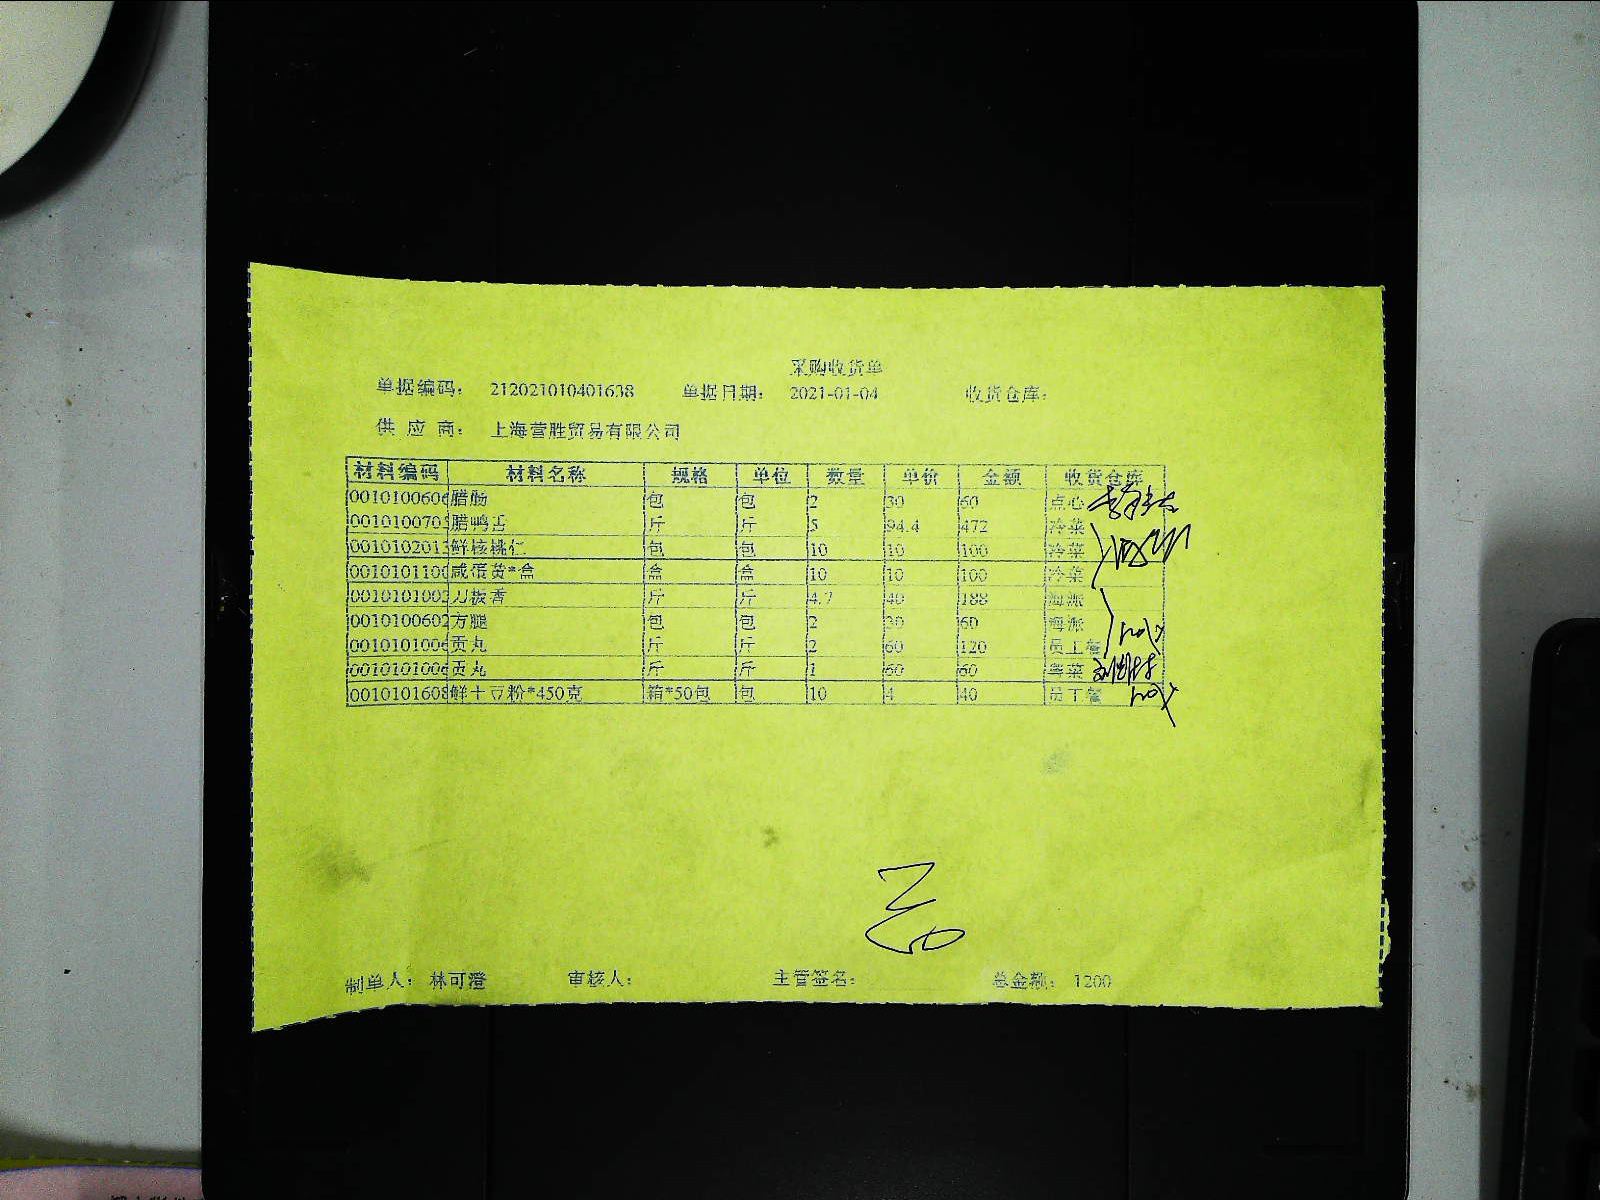 采购收货单
单据编码： 212021010401638 单据日期： 2021-01-04 收货仓库：
供 应 商： 上海营胜贸易有限公司
材料编码 材料名称 规格 单位 数量 单价 金额 收货仓库
0010100606 腊肠 包 包 2 30 60 点心
001010070 腊鸭舌 斤 斤 5 94.4 472 冷菜
001010201 鲜核桃仁 包 包 10 10 100 冷菜
001010110 咸蛋黄*盒 盒 盒 10 10 100 冷菜
001010100 刀板香 斤 斤 4.7 40 188 海派
001010060 方腿 包 包 2 30 60 海派
001010100 贡丸 斤 斤 2 60 120 员工餐
001010100 贡丸 斤 斤 1 60 60 粤菜
001010160 鲜土豆粉*450克 箱*50包 包 10 4 40 员工餐
制单人： 林可澄 审核人： 主管签名： 总金额： 1200